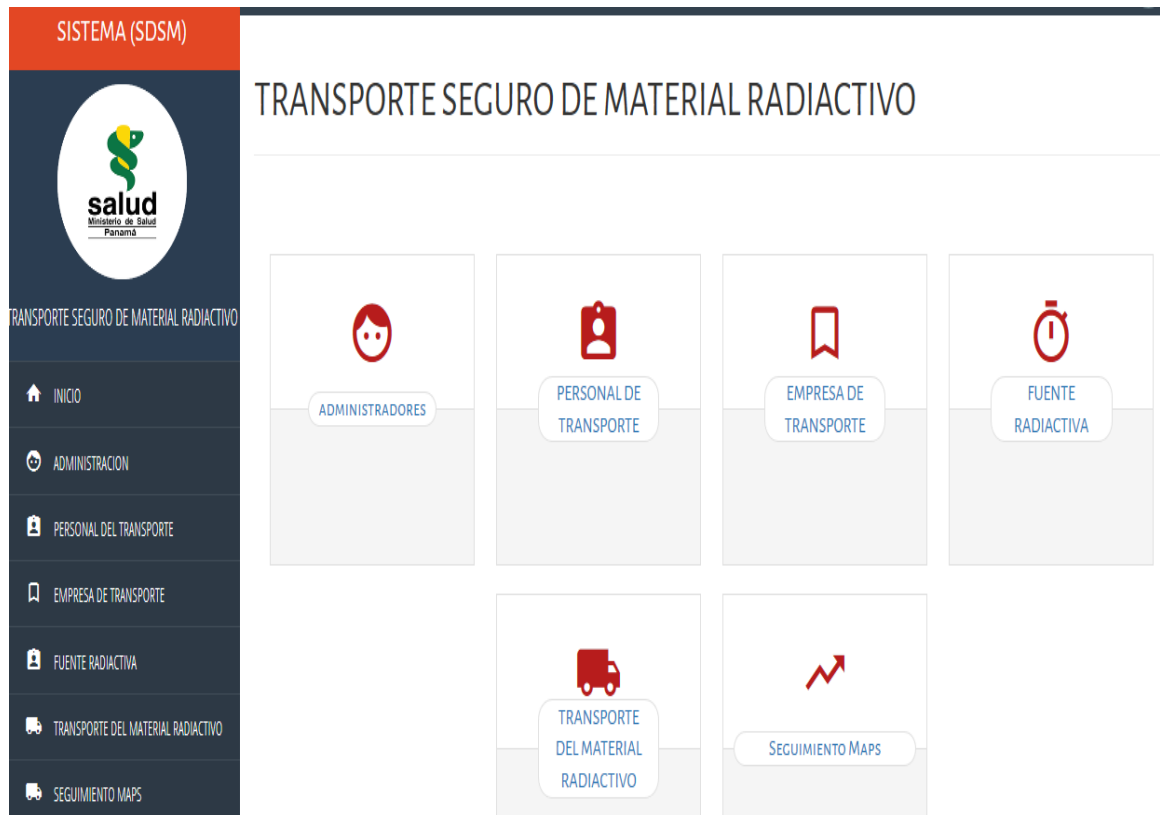 SISTEMA (SDSM)
salud
Ministerio de Salud
Panamá
TRANSPORTE SEGURO DE MATERIAL RADIACTIVO
INICIO
ADMINISTRACION
PERSONAL DEL TRANSPORTE
EMPRESA DE TRANSPORTE
FUENTE RADIACTIVA
TRANSPORTE DEL MATERIAL RADIACTIVO
SEGUIMIENTO MAPS
TRANSPORTE SEGURO DE MATERIAL RADIACTIVO
ADMINISTRADORES
PERSONAL DE
TRANSPORTE
EMPRESA DE
TRANSPORTE
FUENTE
RADIACTIVA
TRANSPORTE
DEL MATERIAL
RADIACTIVO
SEGUIMIENTO MAPS